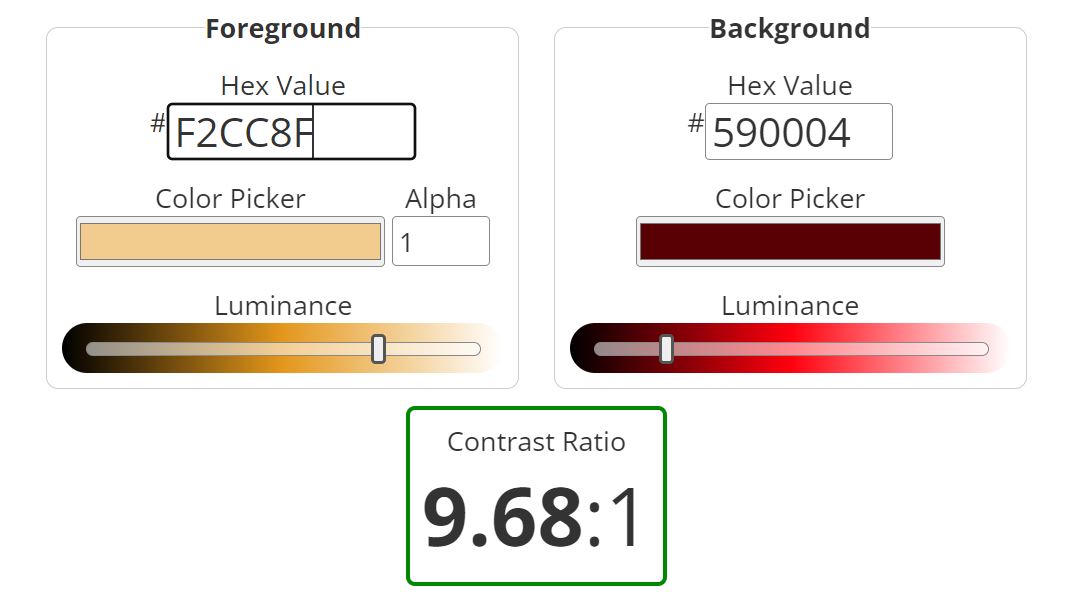 Foreground
Hex Value
#F2CC8F
Color Picker
Alpha
1
Luminance
Background
Hex Value
#590004
Color Picker
Luminance
Contrast Ratio
9.68:1